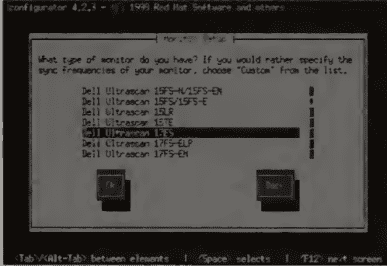 configurator 4.2.3 - 1998 Red Hat Software and others
Monitor Setup
What type of monitor do you have? If you would rather specify the
sync frequencies of your monitor, choose "Custom" from the list.
Dell Ultrascan 15FS-N/15FS-EN
Dell Ultrascan 15FS/15FS-E
Dell Ultrascan 15LR
Dell Ultrascan 15TE
Dell Ultrascan 17ES
Dell Ultrascan 17FS-ELP
Dell Ultrascan 17FS-EN
Ok
Back
<Tab>/<Alt-Tab> between elements | <Space> selects | <F12> next screen